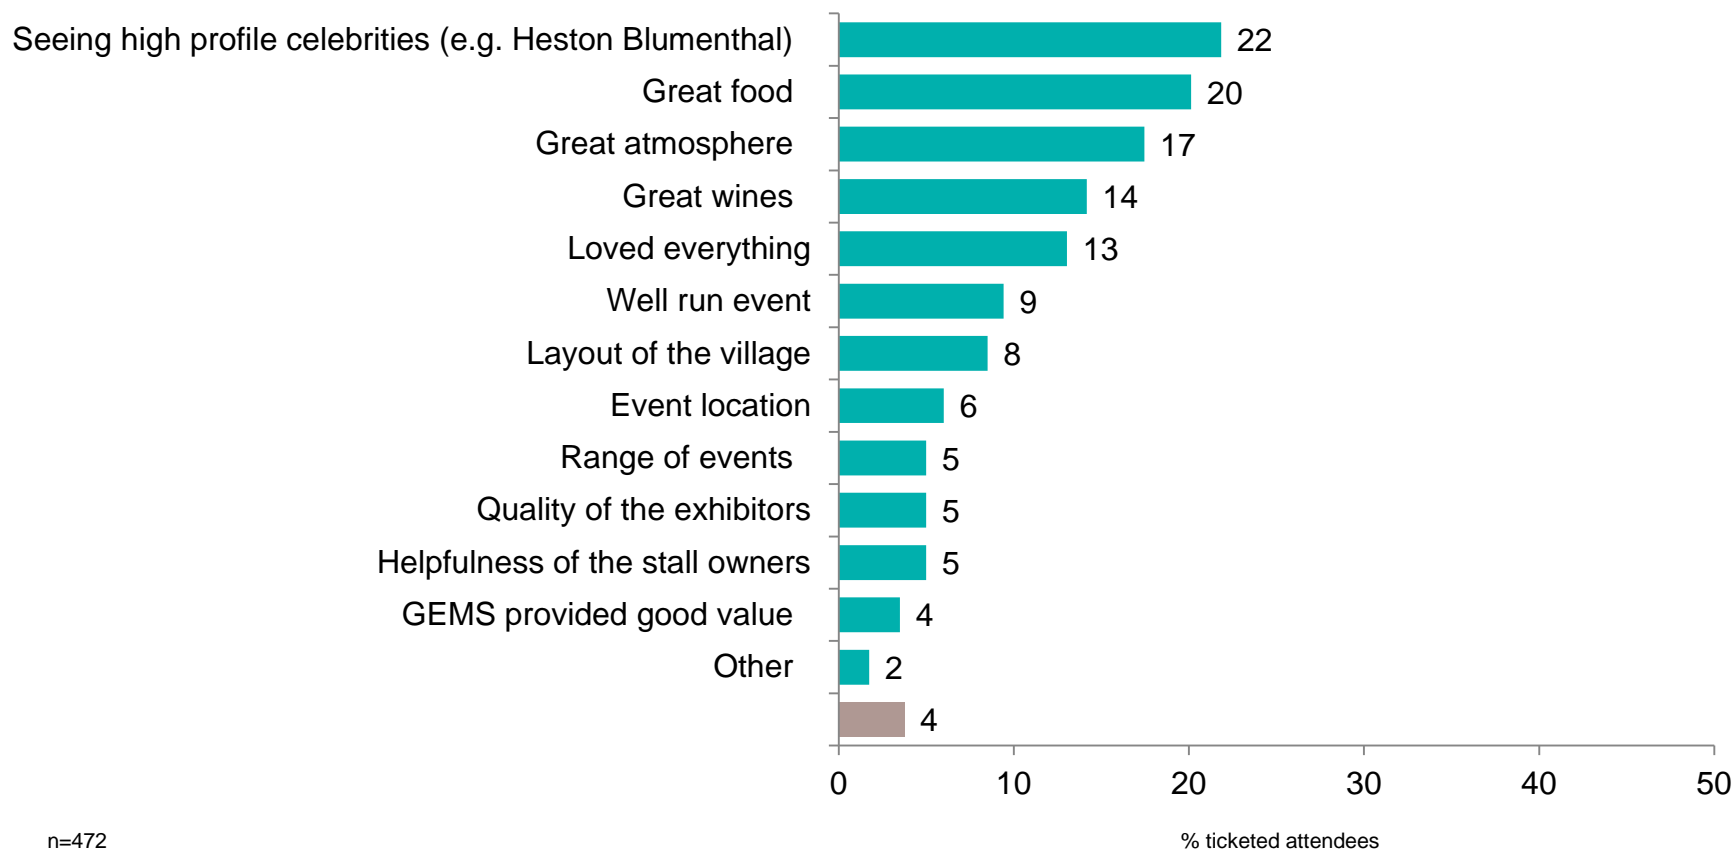 Seeing high profile celebrities (e.g. Heston Blumenthal) 22
Great food 20
Great atmosphere 17
Great wines 14
Loved everything 13
Well run event 9
Layout of the village 8
Event location 6
Range of events 5
Quality of the exhibitors 5
Helpfulness of the stall owners 5
GEMS provided good value 4
Other 2
4
0 10 20 30 40 50
n=472 % ticketed attendees